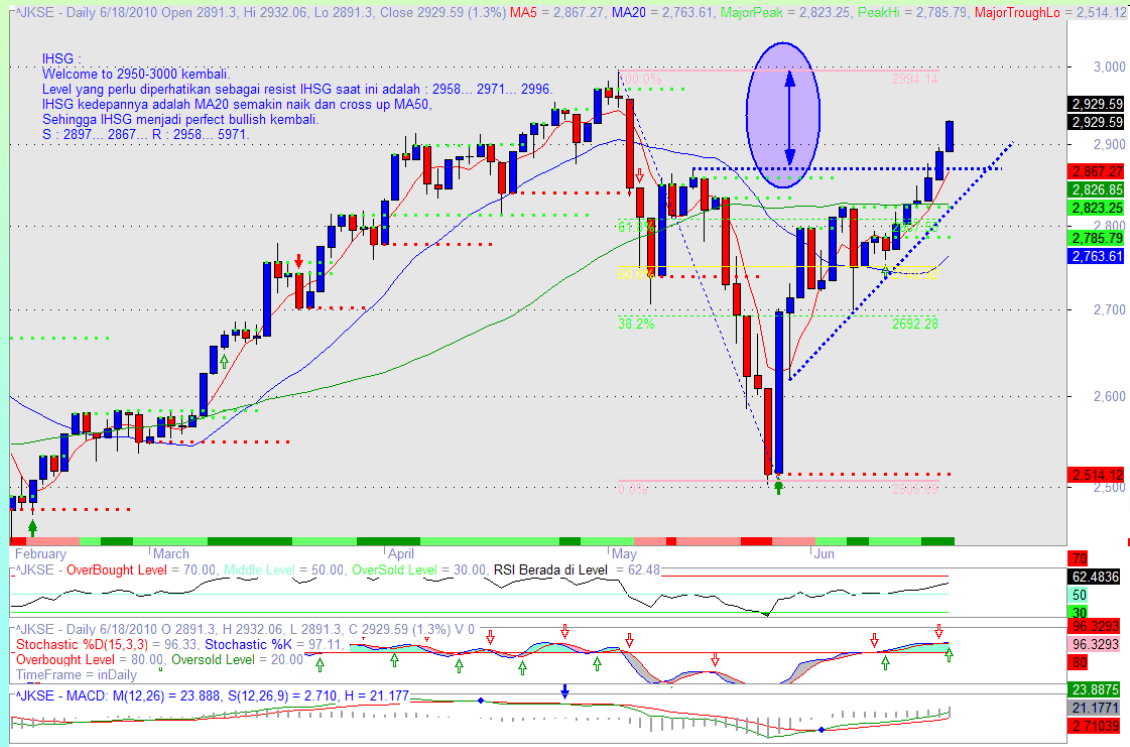 ^JKSE - Daily 6/18/2010 Open 2891.3, Hi 2932.06, Lo 2891.3, Close 2929.59 (1.3%) MA5 = 2,867.27, MA20 = 2,763.61, MajorPeak = 2,823.25, PeakHi = 2,785.79, MajorTroughLo = 2,514.12
IHSG :
Welcome to 2950-3000 kembali.
Level yang perlu diperhatikan sebagai resist IHSG saat ini adalah : 2958... 2971... 2996.
IHSG kedepannya adalah MA20 semakin naik dan cross up MA50,
Sehingga IHSG menjadi perfect bullish kembali.
S : 2897... 2867... R : 2958... 5971.
100.0%
2994.14
3,000
2,929.59
2,929.59
2,900
2,867.27
2,826.85
2,823.25
2,800
2,785.79
2,763.61
61.8%
50.0%
2,700
38.2%
2692.28
2,600
2,514.12
2,500
0.0%
February
March
April
May
Jun
^JKSE - OverBought Level = 70.00, Middle Level = 50.00, OverSold Level = 30.00, RSI Berada di Level = 62.48
70
62.4836
50
30
^JKSE - Daily 6/18/2010 O 2891.3, H 2932.06, L 2891.3, C 2929.59 (1.3%) V 0
Stochastic %D(15,3,3) = 96.33, Stochastic %K = 97.11,
Overbought Level = 80.00, Oversold Level = 20.00
TimeFrame = inDaily
96.3293
96.3293
80
^JKSE - MACD: M(12,26) = 23.888, S(12,26,9) = 2.710, H = 21.177
23.8875
21.1771
2.71039